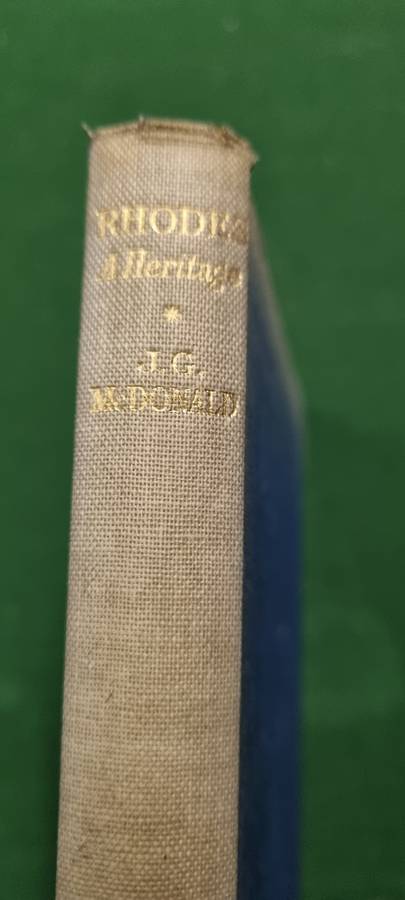 RHODES
A Heritage
*
J. G.
McDONALD